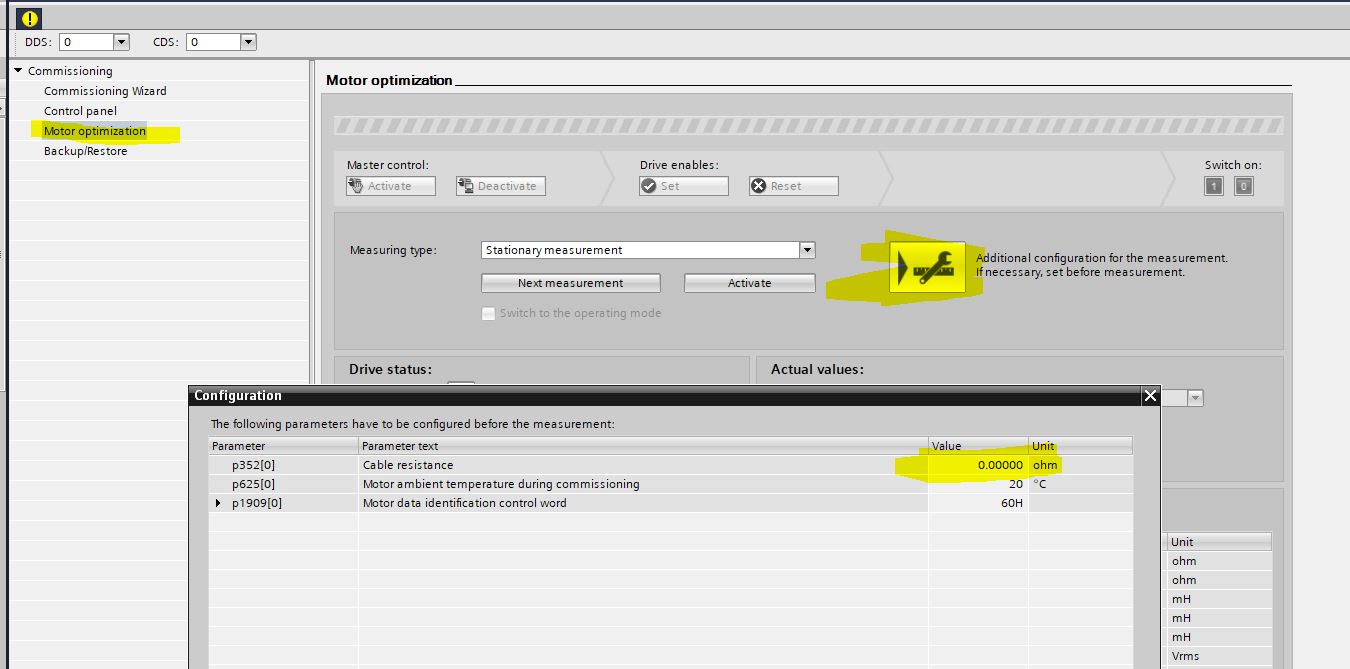 DDS: 0 CDS: 0
Commissioning
Commissioning Wizard
Control panel
Motor optimization
Backup/Restore
Motor optimization
Master control:
Activate Deactivate
Drive enables:
Set Reset
Switch on:
1 0
Measuring type: Stationary measurement
Next measurement Activate
Switch to the operating mode
Additional configuration for the measurement.
If necessary, set before measurement.
Drive status:
Actual values:
Configuration
The following parameters have to be configured before the measurement:
Parameter Parameter text Value Unit
p352[0] Cable resistance 0.00000 ohm
p625[0] Motor ambient temperature during commissioning 20 °C
p1909[0] Motor data identification control word 60H
Unit
ohm
ohm
mH
mH
mH
Vrms